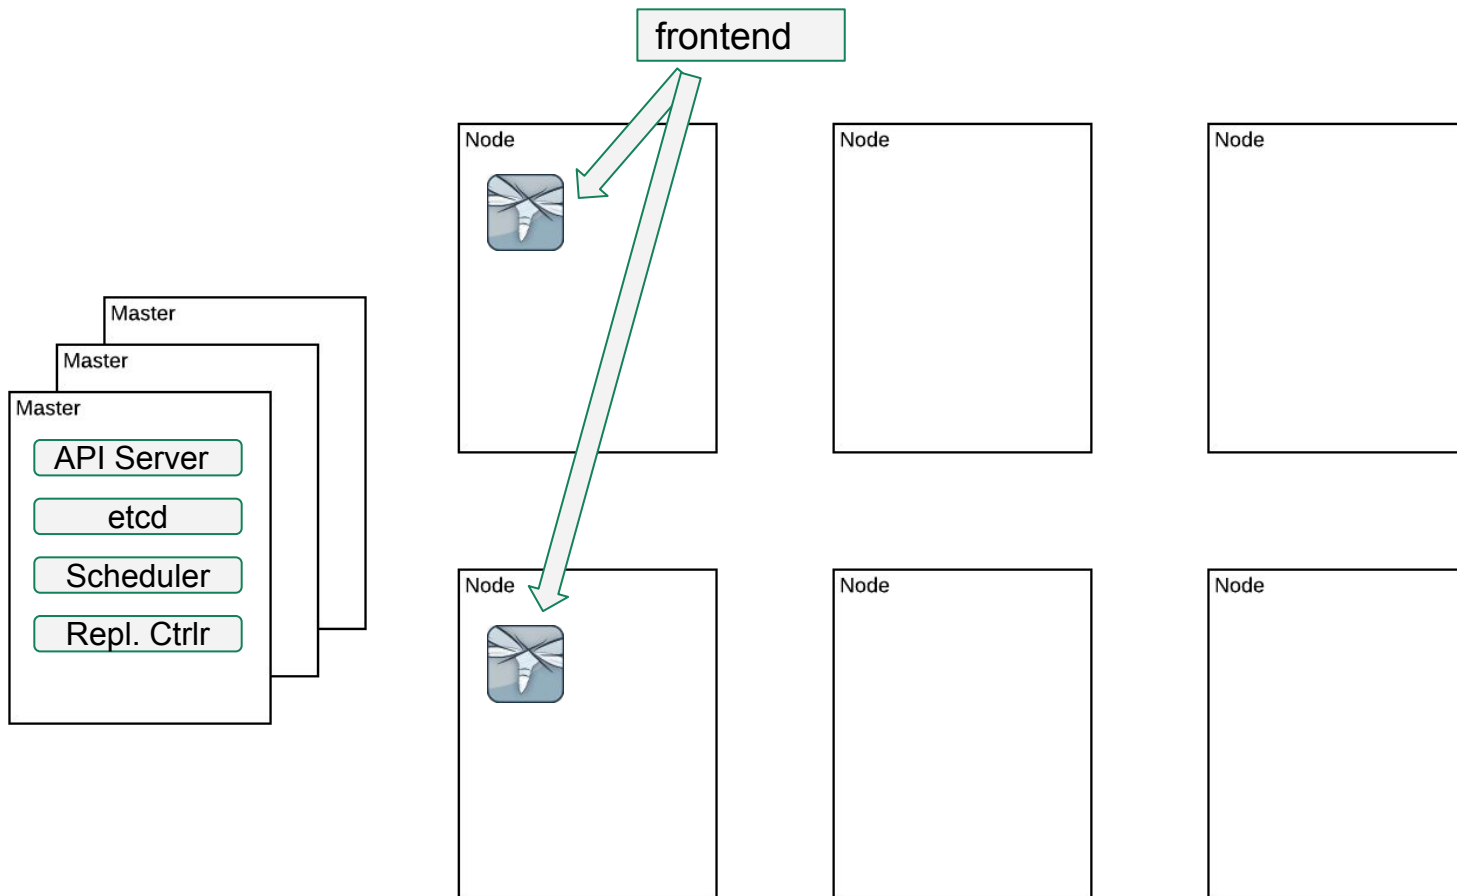 frontend
Node
Node
Node
Master
Master
Master
API Server
etcd
Scheduler
Repl. Ctrlr
Node
Node
Node